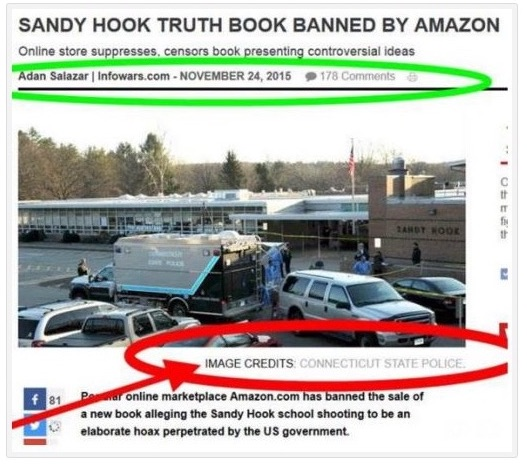 SANDY HOOK TRUTH BOOK BANNED BY AMAZON
Online store suppresses, censors book presenting controversial ideas
Adan Salazar | Infowars.com - NOVEMBER 24, 2015 178 Comments
CONNECTICUT
STATE POLICE
SANDY HOOK
IMAGE CREDITS: CONNECTICUT STATE POLICE.
f 81
online marketplace Amazon.com has banned the sale of
a new book alleging the Sandy Hook school shooting to be an
elaborate hoax perpetrated by the US government.